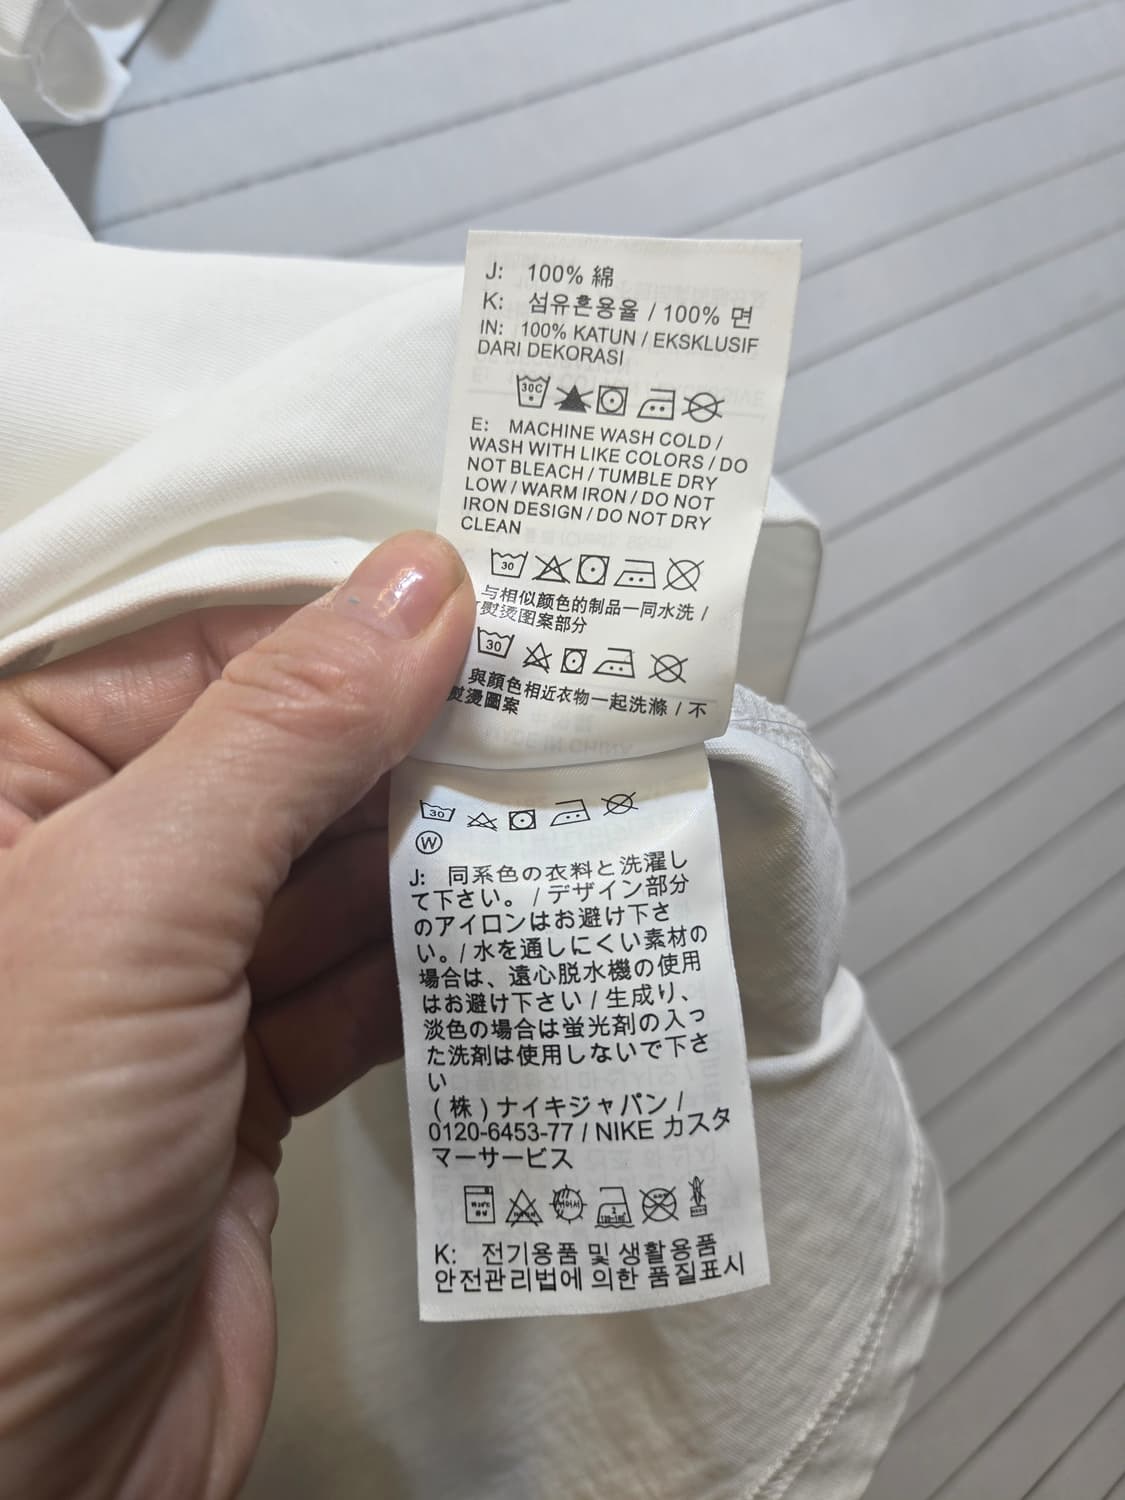 J: 100% 綿
K: 섬유혼용율 / 100% 면
IN: 100% KATUN / EKSKLUSIF
DARI DEKORASI
30C
E: MACHINE WASH COLD /
WASH WITH LIKE COLORS / DO
NOT BLEACH / TUMBLE DRY
LOW / WARM IRON / DO NOT
IRON DESIGN / DO NOT DRY
CLEAN
30
与相似颜色的制品一同水洗 /
熨烫图案部分
30
與顏色相近衣物一起洗滌 / 不
熨燙圖案
30
W
J: 同系色の衣料と洗濯し
て下さい。 / デザイン部分
のアイロンはお避け下さ
い。/ 水を通しにくい素材の
場合は、遠心脱水機の使用
はお避け下さい / 生成り、
淡色の場合は蛍光剤の入っ
た洗剤は使用しないで下さ
い
(株) ナイキジャパン /
0120-6453-77 / NIKE カスタ
マーサービス
K: 전기용품 및 생활용품
안전관리법에 의한 품질표시